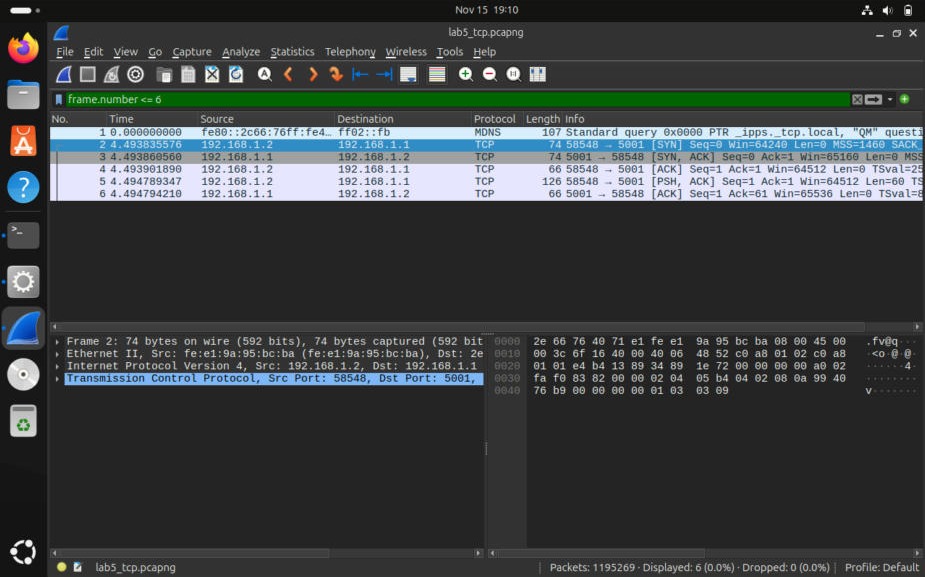 Nov 15 19:10
lab5_tcp.pcapng
File Edit View Go Capture Analyze Statistics Telephony Wireless Tools Help
frame.number <= 6
No. Time Source Destination Protocol Length Info
1 0.000000000 fe80::2c66:76ff:fe4… ff02::fb MDNS 107 Standard query 0x0000 PTR _ipps._tcp.local, "QM" questi
2 4.493835576 192.168.1.2 192.168.1.1 TCP 74 58548 → 5001 [SYN] Seq=0 Win=64240 Len=0 MSS=1460 SACK_
3 4.493860560 192.168.1.1 192.168.1.2 TCP 74 5001 → 58548 [SYN, ACK] Seq=0 Ack=1 Win=65160 Len=0 MSS
4 4.493901890 192.168.1.2 192.168.1.1 TCP 66 58548 → 5001 [ACK] Seq=1 Ack=1 Win=64512 Len=0 TSval=25
5 4.494789347 192.168.1.2 192.168.1.1 TCP 126 58548 → 5001 [PSH, ACK] Seq=1 Ack=1 Win=64512 Len=60 TS
6 4.494794210 192.168.1.1 192.168.1.2 TCP 66 5001 → 58548 [ACK] Seq=1 Ack=61 Win=65536 Len=0 TSval=8
Frame 2: 74 bytes on wire (592 bits), 74 bytes captured (592 bit
Ethernet II, Src: fe:e1:9a:95:bc:ba (fe:e1:9a:95:bc:ba), Dst: 2e
Internet Protocol Version 4, Src: 192.168.1.2, Dst: 192.168.1.1
Transmission Control Protocol, Src Port: 58548, Dst Port: 5001,
0000 2e 66 76 40 71 e1 fe e1 9a 95 bc ba 08 00 45 00 .fv@q
0010 00 3c 6f 16 40 00 40 06 48 52 c0 a8 01 02 c0 a8 ·<o·@·@·
0020 01 01 e4 b4 13 89 34 89 1e 72 00 00 00 00 a0 02 ······4·
0030 fa f0 83 82 00 00 02 04 05 b4 04 02 08 0a 99 40 ········
0040 76 b9 00 00 00 00 01 03 03 09 v·······
lab5_tcp.pcapng
Packets: 1195269 · Displayed: 6 (0.0%) · Dropped: 0 (0.0%)
Profile: Default